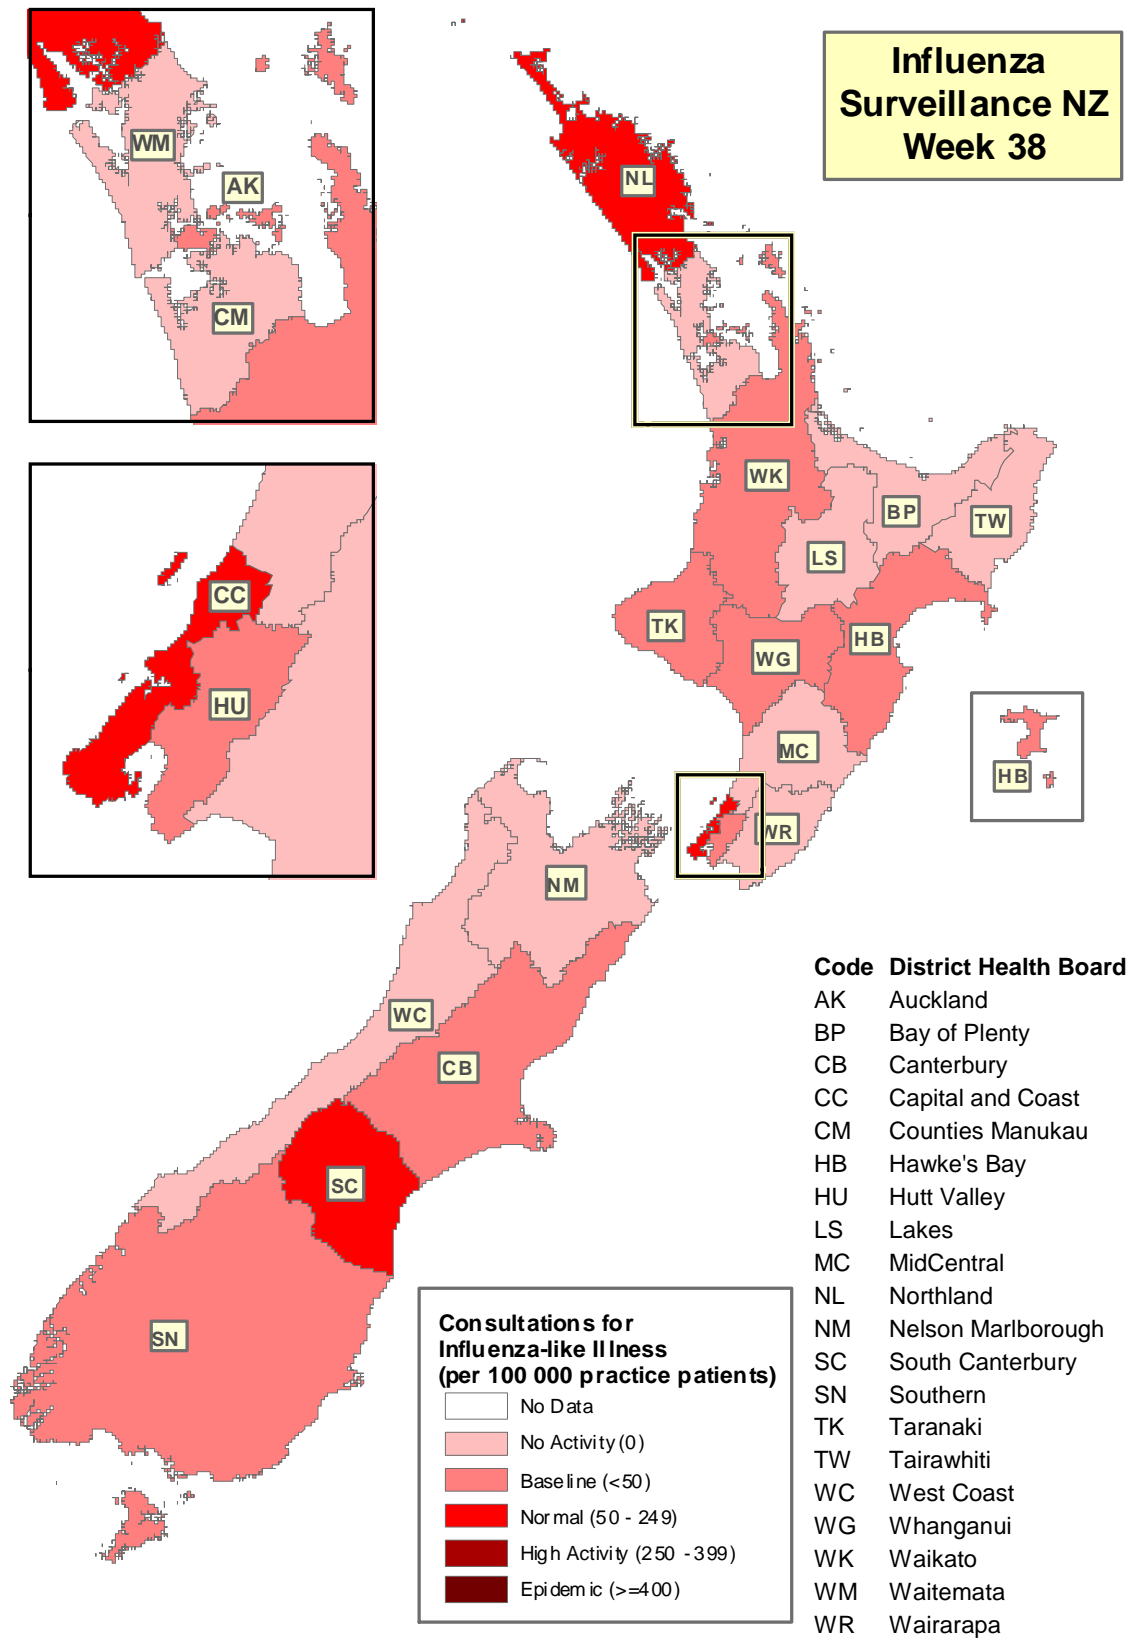 Influenza
Surveillance NZ
Week 38
WM
AK
CM
NL
WK
BP
TW
LS
TK
WG
HB
MC
HB
WR
CC
HU
NM
WC
CB
SC
SN
Consultations for
Influenza-like Illness
(per 100 000 practice patients)
No Data
No Activity (0)
Baseline (<50)
Normal (50 - 249)
High Activity (250 - 399)
Epidemic (>=400)
Code District Health Board
AK Auckland
BP Bay of Plenty
CB Canterbury
CC Capital and Coast
CM Counties Manukau
HB Hawke's Bay
HU Hutt Valley
LS Lakes
MC MidCentral
NL Northland
NM Nelson Marlborough
SC South Canterbury
SN Southern
TK Taranaki
TW Tairawhiti
WC West Coast
WG Whanganui
WK Waikato
WM Waitemata
WR Wairarapa